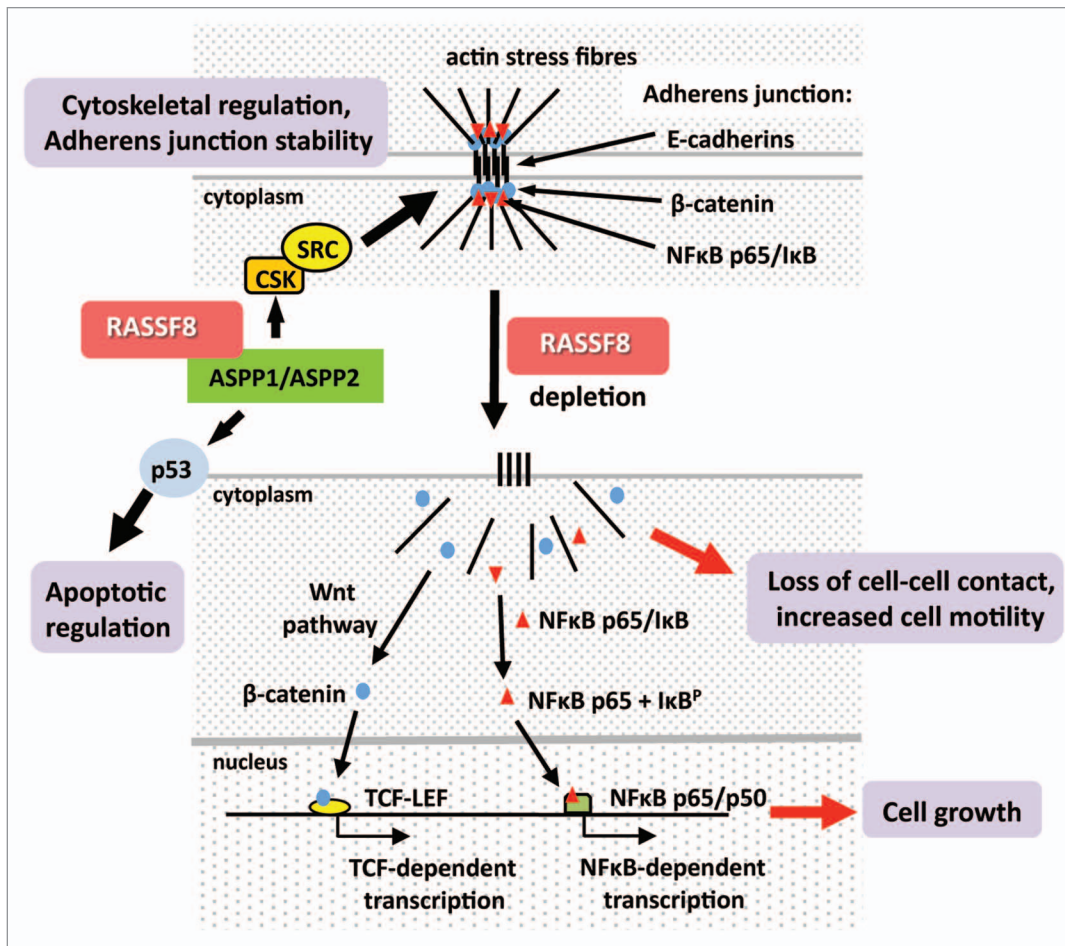 actin stress fibres
Cytoskeletal regulation,
Adherens junction stability
Adherens junction:
E-cadherins
cytoplasm
β-catenin
SRC
NFκB p65/IκB
CSK
RASSF8
ASPP1/ASPP2
RASSF8
depletion
p53
cytoplasm
Apoptotic
regulation
Loss of cell-cell contact,
increased cell motility
Wnt
pathway
NFκB p65/IκB
β-catenin
NFκB p65 + IκBᴾ
nucleus
TCF-LEF
NFκB p65/p50
Cell growth
TCF-dependent
transcription
NFκB-dependent
transcription